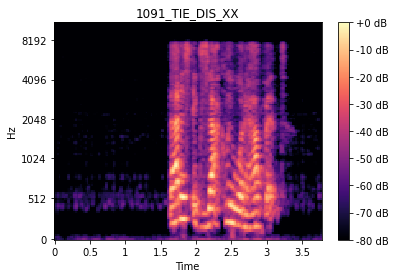 1091_TIE_DIS_XX
Hz
8192
4096
2048
1024
512
0
0
0.5
1
1.5
2
2.5
3
3.5
Time
+0 dB
-10 dB
-20 dB
-30 dB
-40 dB
-50 dB
-60 dB
-70 dB
-80 dB